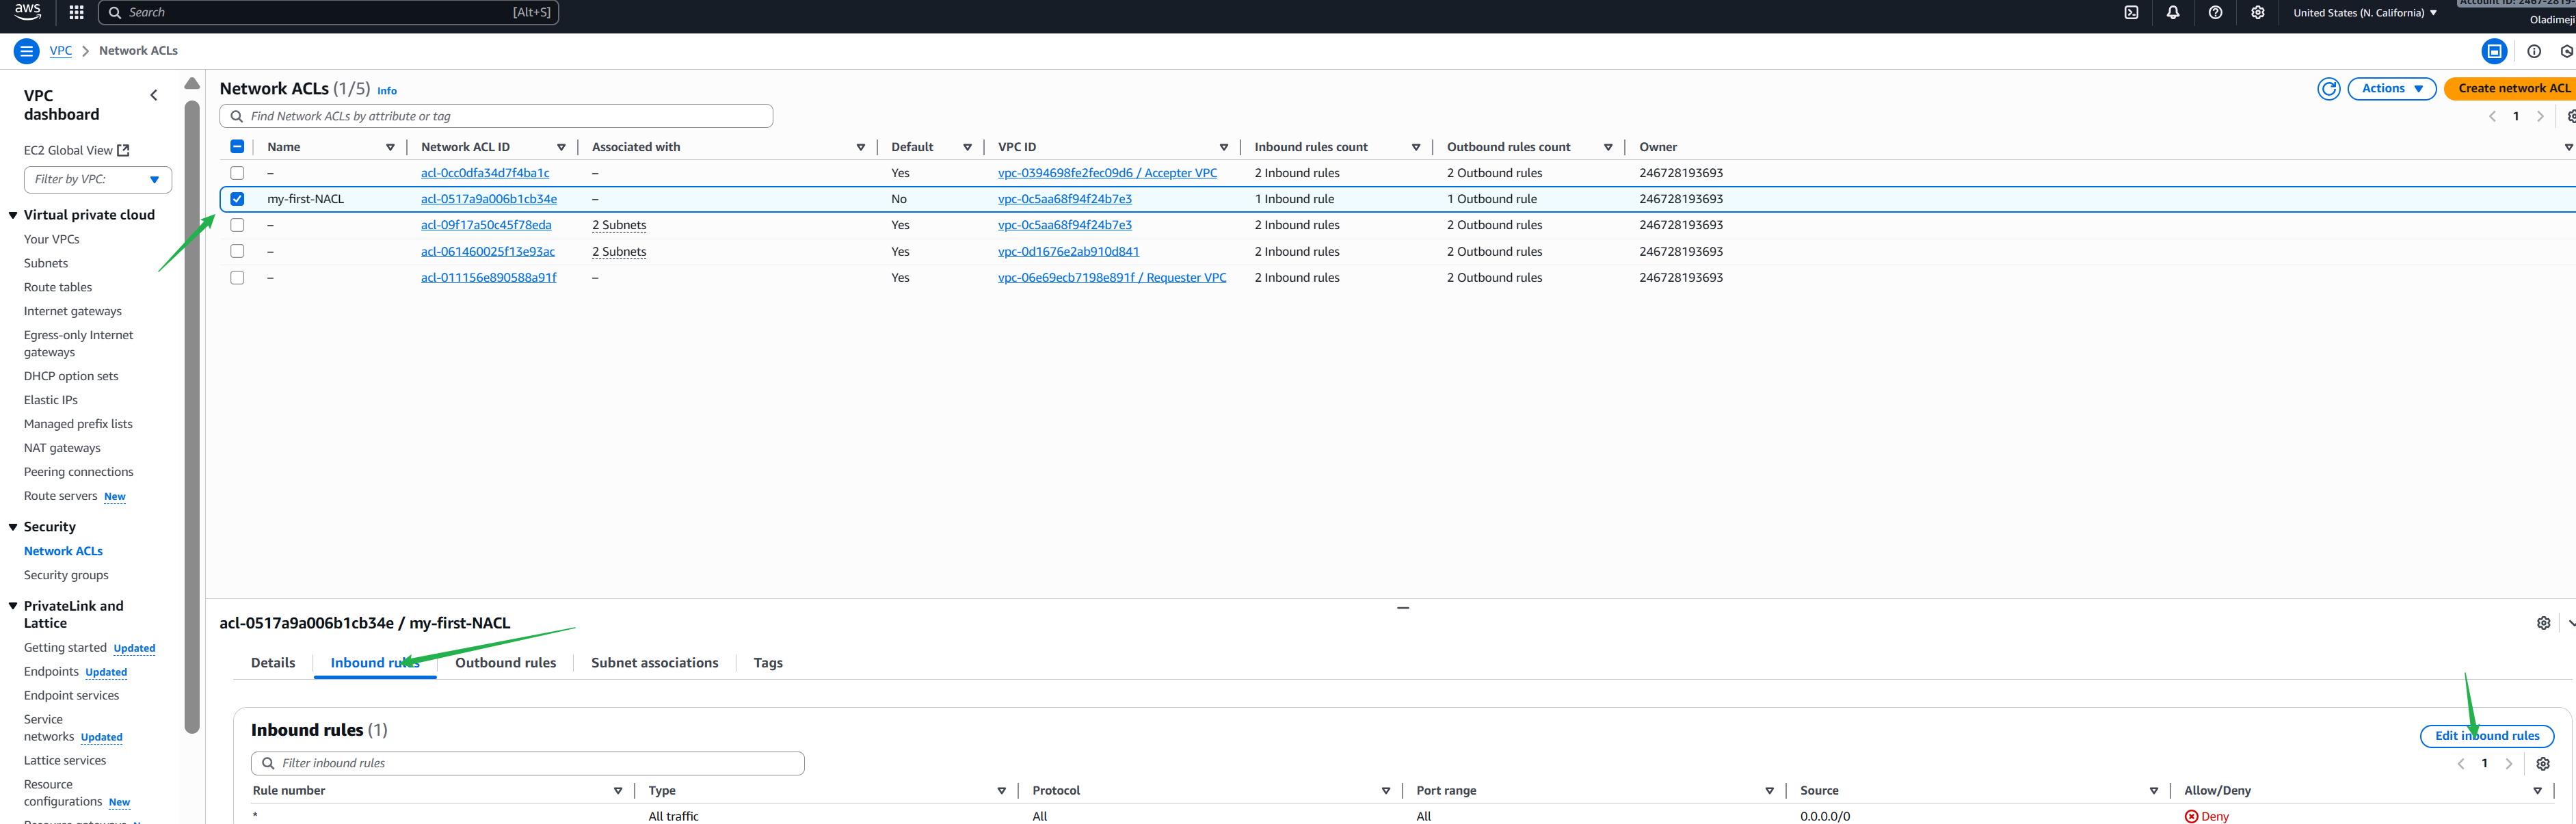 aws
Search [Alt+S]
United States (N. California)
Account ID: 2467-2819-
Oladimeji
VPC > Network ACLs
VPC dashboard
EC2 Global View
Filter by VPC:
Virtual private cloud
Your VPCs
Subnets
Route tables
Internet gateways
Egress-only Internet
gateways
DHCP option sets
Elastic IPs
Managed prefix lists
NAT gateways
Peering connections
Route servers New
Security
Network ACLs
Security groups
PrivateLink and
Lattice
Getting started Updated
Endpoints Updated
Endpoint services
Service
networks Updated
Lattice services
Resource
configurations New
Network ACLs (1/5) Info
Actions
Create network ACL
Find Network ACLs by attribute or tag
1
Name Network ACL ID Associated with Default VPC ID Inbound rules count Outbound rules count Owner
– acl-0cc0dfa34d7f4ba1c – Yes vpc-0394698fe2fec09d6 / Accepter VPC 2 Inbound rules 2 Outbound rules 246728193693
my-first-NACL acl-0517a9a006b1cb34e – No vpc-0c5aa68f94f24b7e3 1 Inbound rule 1 Outbound rule 246728193693
– acl-09f17a50c45f78eda 2 Subnets Yes vpc-0c5aa68f94f24b7e3 2 Inbound rules 2 Outbound rules 246728193693
– acl-061460025f13e93ac 2 Subnets Yes vpc-0d1676e2ab910d841 2 Inbound rules 2 Outbound rules 246728193693
– acl-011156e890588a91f – Yes vpc-06e69ecb7198e891f / Requester VPC 2 Inbound rules 2 Outbound rules 246728193693
acl-0517a9a006b1cb34e / my-first-NACL
Details Inbound rules Outbound rules Subnet associations Tags
Inbound rules (1)
Edit inbound rules
Filter inbound rules
1
Rule number Type Protocol Port range Source Allow/Deny
* All traffic All All 0.0.0.0/0 Deny